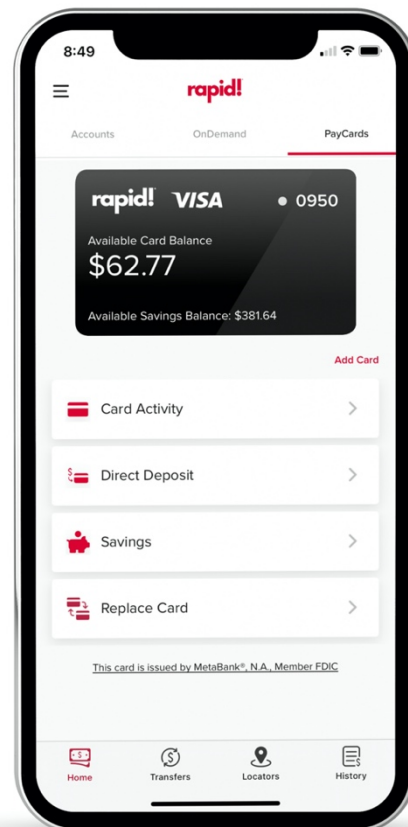 8:49
rapid!
Accounts OnDemand PayCards
rapid! VISA • 0950
Available Card Balance
$62.77
Available Savings Balance: $381.64
Add Card
Card Activity
Direct Deposit
Savings
Replace Card
This card is issued by MetaBank®, N.A., Member FDIC
Home Transfers Locators History